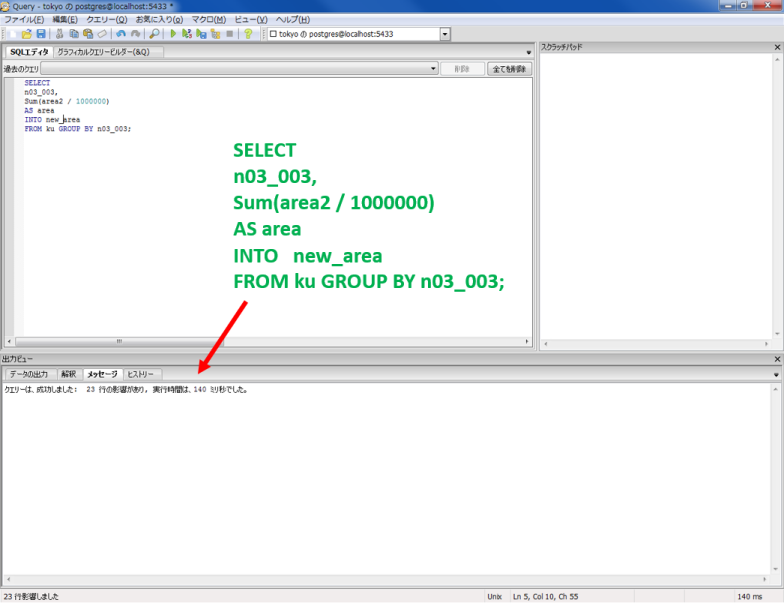 Query - tokyo の postgres@localhost:5433 *
ファイル(F) 編集(E) クエリー(Q) お気に入り(o) マクロ(M) ビュー(V) ヘルプ(H)
tokyo の postgres@localhost:5433
SQLエディタ グラフィカルクエリービルダー(&Q)
過去のクエリ 削除 全てを削除
SELECT
n03_003,
Sum(area2 / 1000000)
AS area
INTO new_area
FROM ku GROUP BY n03_003;
SELECT
n03_003,
Sum(area2 / 1000000)
AS area
INTO new_area
FROM ku GROUP BY n03_003;
スクラッチパッド
出力ビュー
データの出力 解釈 メッセージ ヒストリー
クエリーは、成功しました: 23 行の影響があり, 実行時間は、140 ミリ秒でした。
23 行影響しました Unix Ln 5, Col 10, Ch 55 140 ms